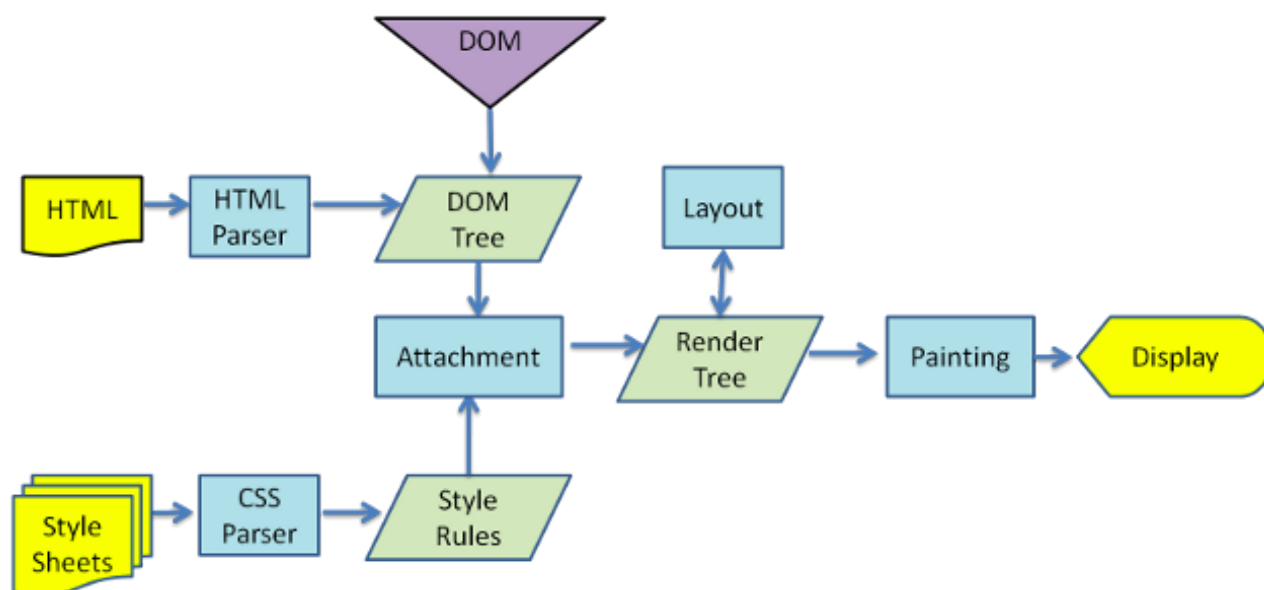 DOM
HTML
HTML
Parser
DOM
Tree
Layout
Attachment
Render
Tree
Painting
Display
Style
Sheets
CSS
Parser
Style
Rules